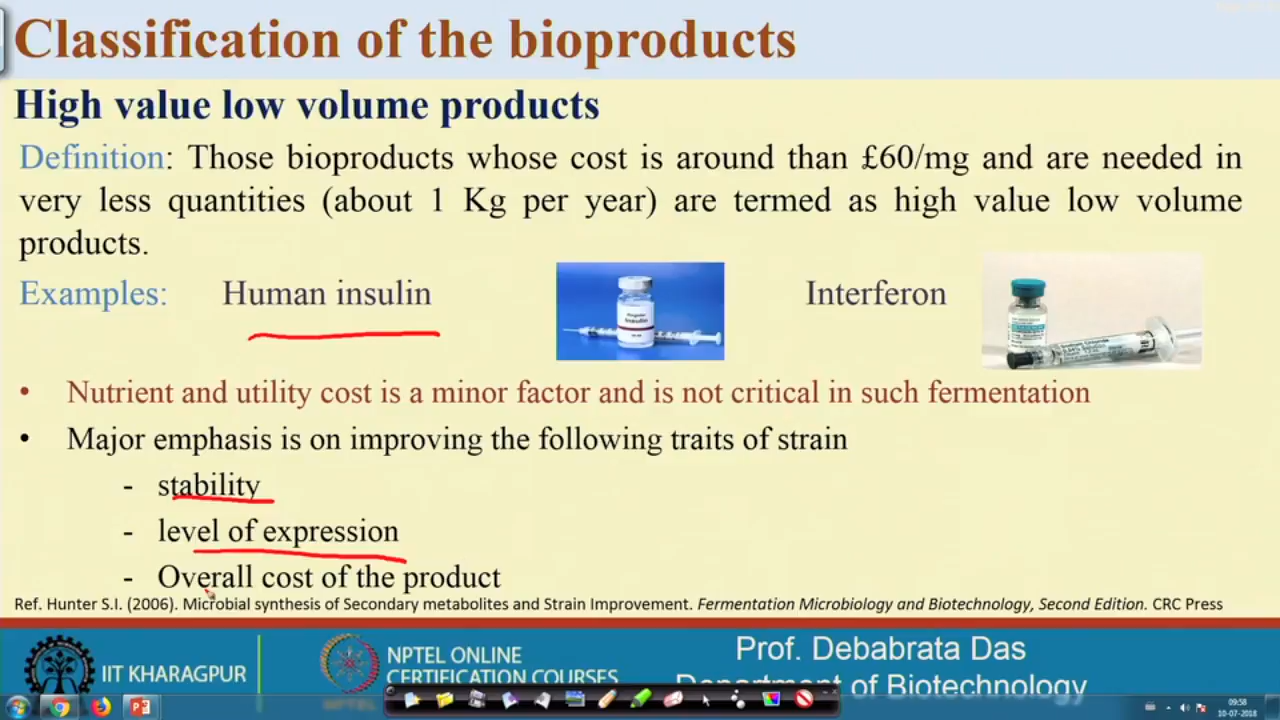 Classification of the bioproducts
High value low volume products
Definition: Those bioproducts whose cost is around than £60/mg and are needed in
very less quantities (about 1 Kg per year) are termed as high value low volume
products.
Examples: Human insulin Interferon
• Nutrient and utility cost is a minor factor and is not critical in such fermentation
• Major emphasis is on improving the following traits of strain
- stability
- level of expression
- Overall cost of the product
Ref. Hunter S.I. (2006). Microbial synthesis of Secondary metabolites and Strain Improvement. Fermentation Microbiology and Biotechnology, Second Edition. CRC Press
IIT KHARAGPUR
NPTEL ONLINE
CERTIFICATION COURSES
Prof. Debabrata Das
Department of Biotechnology
09:58
10-07-2018